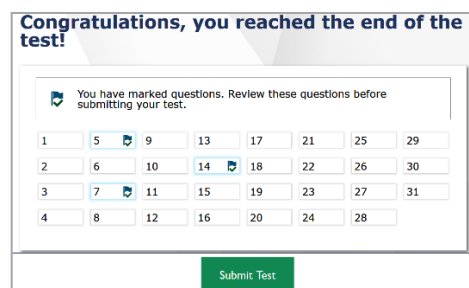 Congratulations, you reached the end of the
test!
You have marked questions. Review these questions before
submitting your test.
1 5 9 13 17 21 25 29
2 6 10 14 18 22 26 30
3 7 11 15 19 23 27 31
4 8 12 16 20 24 28
Submit Test